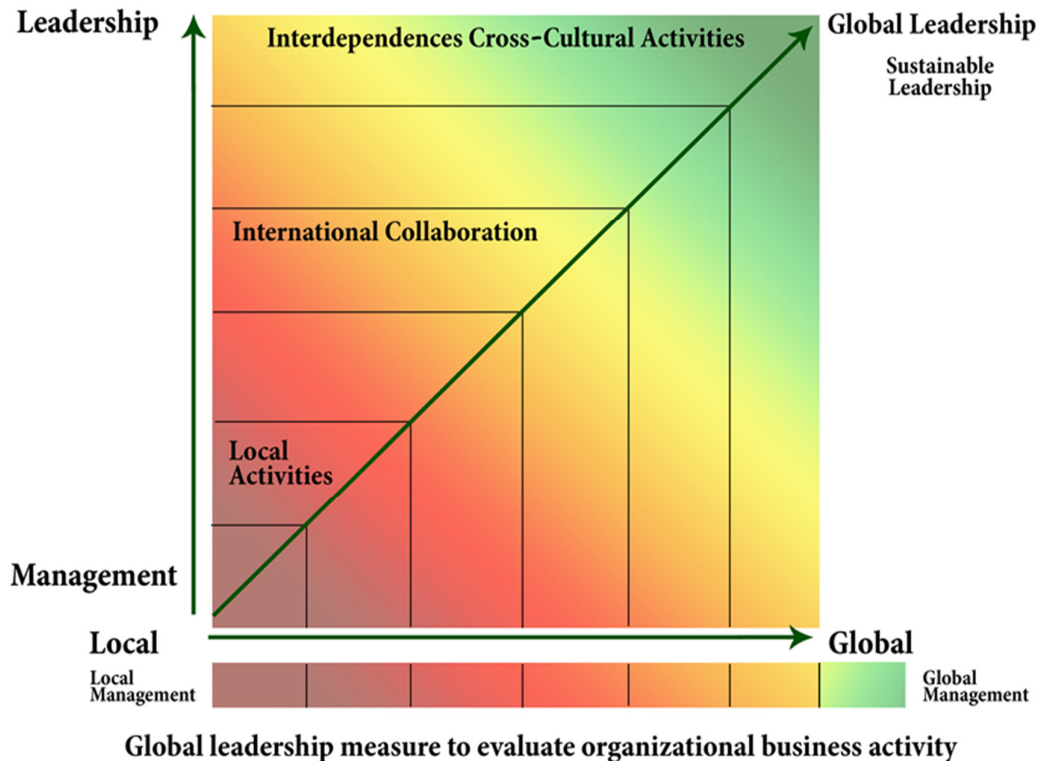 Leadership
Interdependences Cross-Cultural Activities
Global Leadership
Sustainable
Leadership
International Collaboration
Local
Activities
Management
Local
Global
Local
Management
Global
Management
Global leadership measure to evaluate organizational business activity